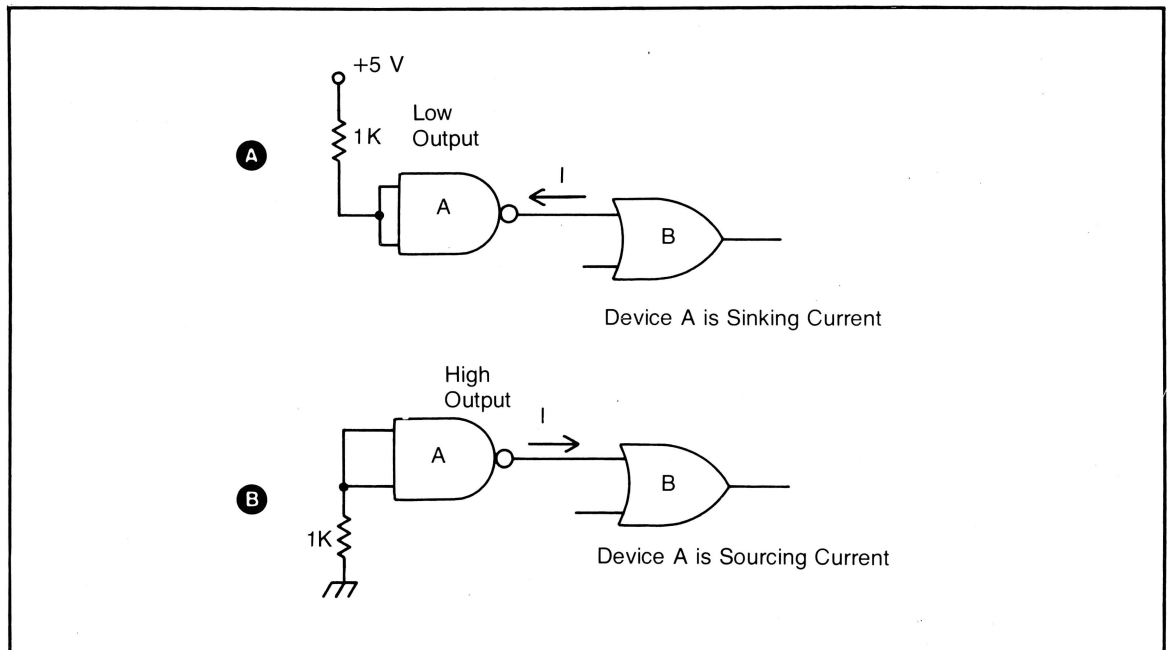 +5 V
1K
Low
Output
A
A
I
B
Device A is Sinking Current
High
Output
I
A
B
B
1K
Device A is Sourcing Current